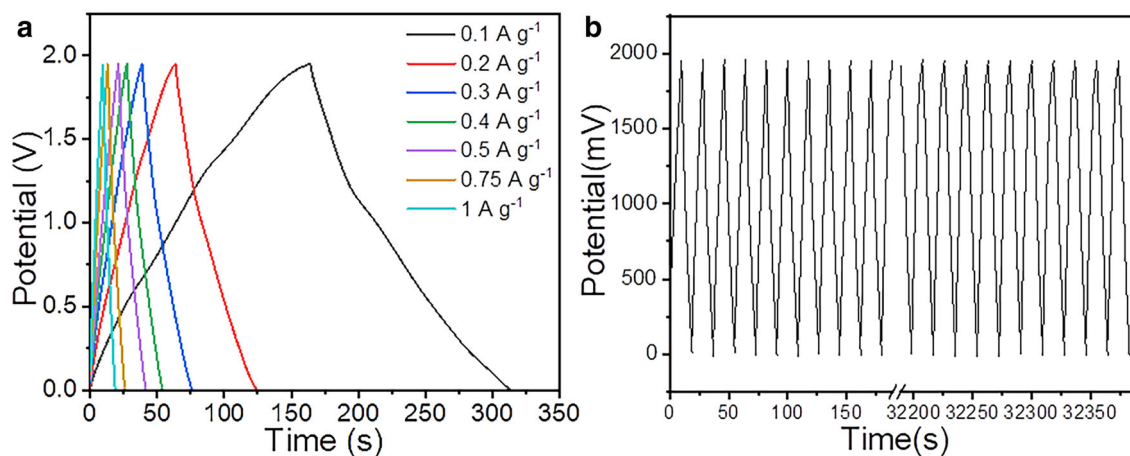 a
0.1 A g⁻¹
0.2 A g⁻¹
0.3 A g⁻¹
0.4 A g⁻¹
0.5 A g⁻¹
0.75 A g⁻¹
1 A g⁻¹
Potential (V)
2.0
1.5
1.0
0.5
0.0
0 50 100 150 200 250 300 350
Time (s)
b
Potential(mV)
2000
1500
1000
500
0
0 50 100 150 32200 32250 32300 32350
Time(s)